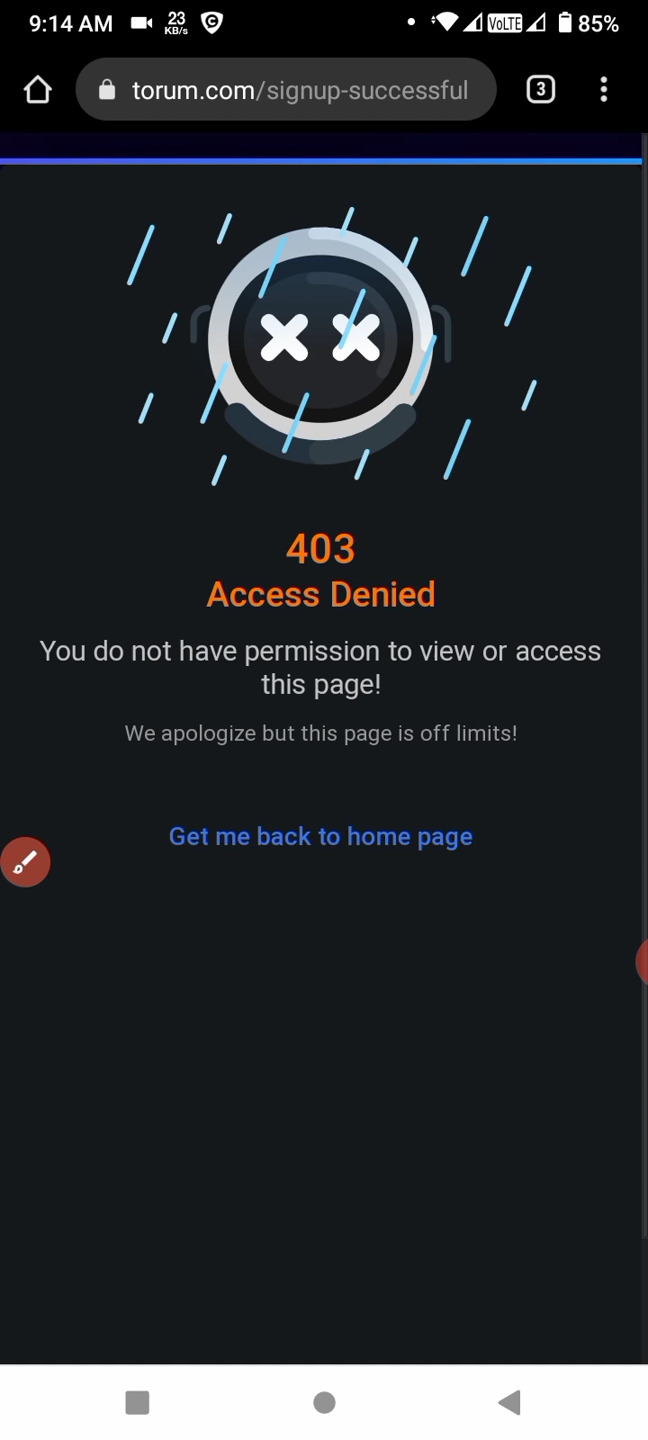 9:14 AM 23 KB/s VoLTE 85%
torum.com/signup-successful 3
403
Access Denied
You do not have permission to view or access
this page!
We apologize but this page is off limits!
Get me back to home page